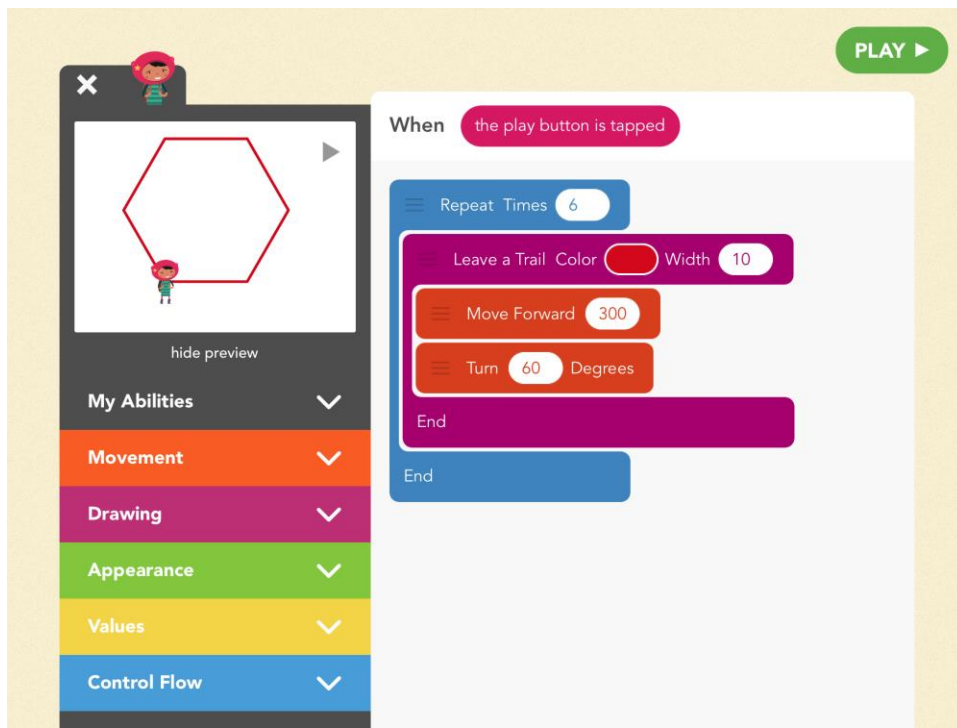 PLAY
When the play button is tapped
Repeat Times 6
Leave a Trail Color Width 10
Move Forward 300
Turn 60 Degrees
End
End
hide preview
My Abilities
Movement
Drawing
Appearance
Values
Control Flow